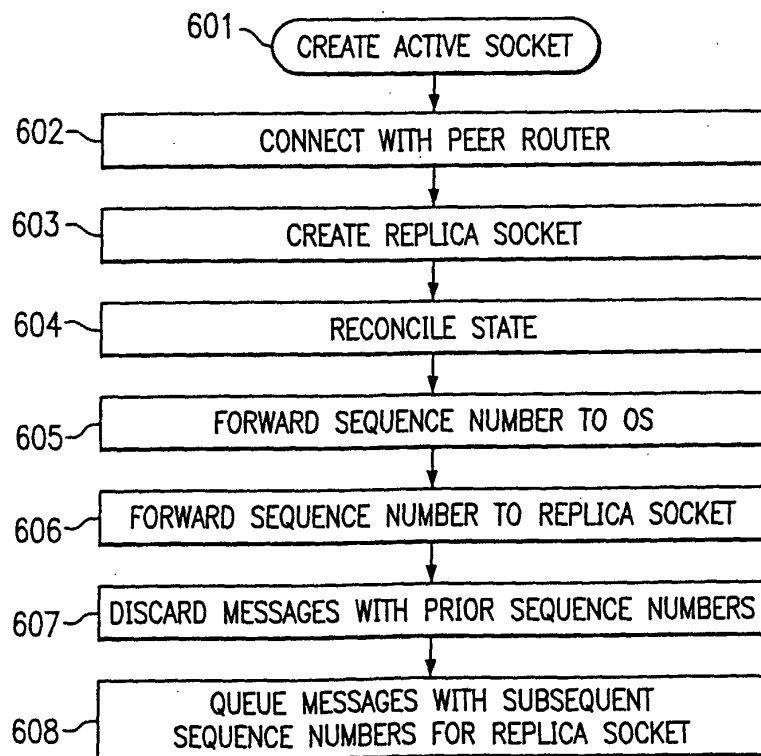 601
CREATE ACTIVE SOCKET
602
CONNECT WITH PEER ROUTER
603
CREATE REPLICA SOCKET
604
RECONCILE STATE
605
FORWARD SEQUENCE NUMBER TO OS
606
FORWARD SEQUENCE NUMBER TO REPLICA SOCKET
607
DISCARD MESSAGES WITH PRIOR SEQUENCE NUMBERS
608
QUEUE MESSAGES WITH SUBSEQUENT
SEQUENCE NUMBERS FOR REPLICA SOCKET